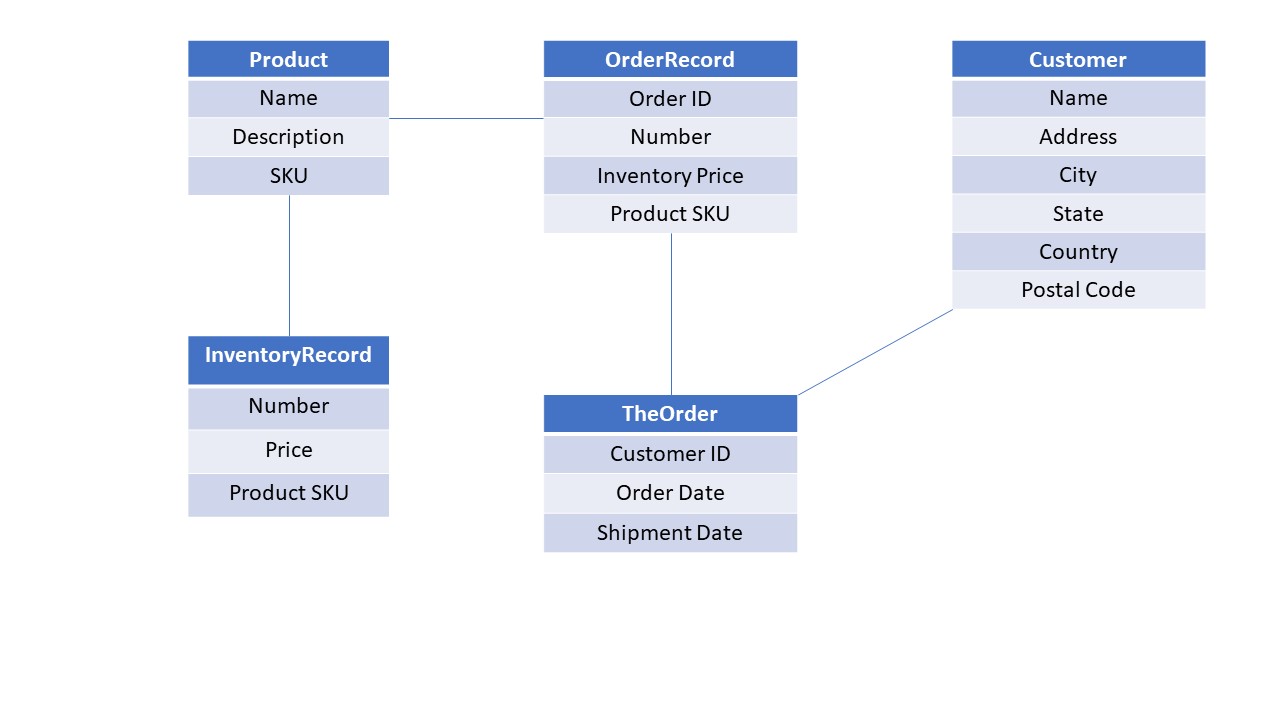 Product
Name
Description
SKU
OrderRecord
Order ID
Number
Inventory Price
Product SKU
Customer
Name
Address
City
State
Country
Postal Code
InventoryRecord
Number
Price
Product SKU
TheOrder
Customer ID
Order Date
Shipment Date